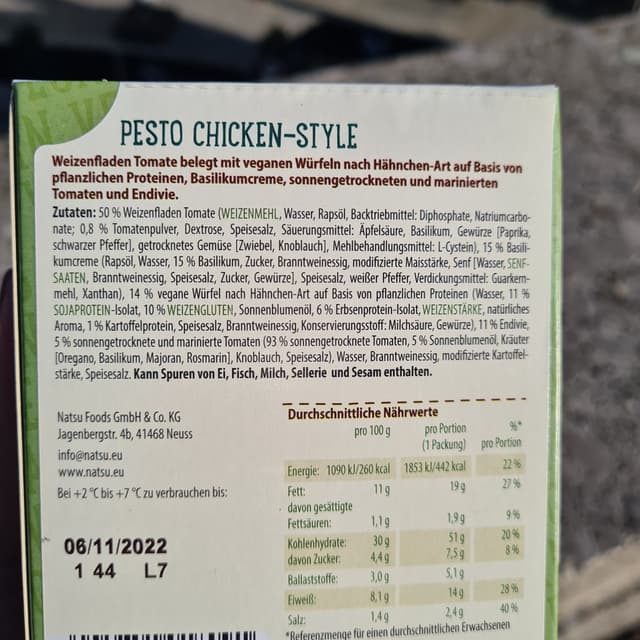 PESTO CHICKEN-STYLE
Weizenfladen Tomate belegt mit veganen Würfeln nach Hähnchen-Art auf Basis von
pflanzlichen Proteinen, Basilikumcreme, sonnengetrockneten und marinierten
Tomaten und Endivie.
Zutaten: 50 % Weizenfladen Tomate (WEIZENMEHL, Wasser, Rapsöl, Backtriebmittel: Diphosphate, Natriumcarbo-
nate; 0,8 % Tomatenpulver, Dextrose, Speisesalz, Säuerungsmittel: Äpfelsäure, Basilikum, Gewürze [Paprika,
schwarzer Pfeffer], getrocknetes Gemüse [Zwiebel, Knoblauch], Mehlbehandlungsmittel: L-Cystein), 15 % Basili-
kumcreme (Rapsöl, Wasser, 15 % Basilikum, Zucker, Branntweinessig, modifizierte Maisstärke, Senf [Wasser, SENF-
SAATEN, Branntweinessig, Speisesalz, Zucker, Gewürze], Speisesalz, weißer Pfeffer, Verdickungsmittel: Guarkern-
mehl, Xanthan), 14 % vegane Würfel nach Hähnchen-Art auf Basis von pflanzlichen Proteinen (Wasser, 11 %
SOJAPROTEIN-Isolat, 10 % WEIZENGLUTEN, Sonnenblumenöl, 6 % Erbsenprotein-Isolat, WEIZENSTÄRKE, natürliches
Aroma, 1 % Kartoffelprotein, Speisesalz, Branntweinessig, Konservierungsstoff: Milchsäure, Gewürze), 11 % Endivie,
5 % sonnengetrocknete und marinierte Tomaten (93 % sonnengetrocknete Tomaten, 5 % Sonnenblumenöl, Kräuter
[Oregano, Basilikum, Majoran, Rosmarin], Knoblauch, Speisesalz), Wasser, Branntweinessig, modifizierte Kartoffel-
stärke, Speisesalz. Kann Spuren von Ei, Fisch, Milch, Sellerie und Sesam enthalten.
Natsu Foods GmbH & Co. KG
Jagenbergstr. 4b, 41468 Neuss
info@natsu.eu
www.natsu.eu
Bei +2 °C bis +7 °C zu verbrauchen bis:
06/11/2022
1 44 L7
Durchschnittliche Nährwerte
pro 100 g pro Portion %*
(1 Packung) pro Portion
Energie: 1090 kJ/260 kcal 1853 kJ/442 kcal 22 %
Fett: 11 g 19 g 27 %
davon gesättigte
Fettsäuren: 1,1 g 1,9 g 9 %
Kohlenhydrate: 30 g 51 g 20 %
davon Zucker: 4,4 g 7,5 g 8 %
Ballaststoffe: 3,0 g 5,1 g
Eiweiß: 8,1 g 14 g 28 %
Salz: 1,4 g 2,4 g 40 %
*Referenzmenge für einen durchschnittlichen Erwachsenen